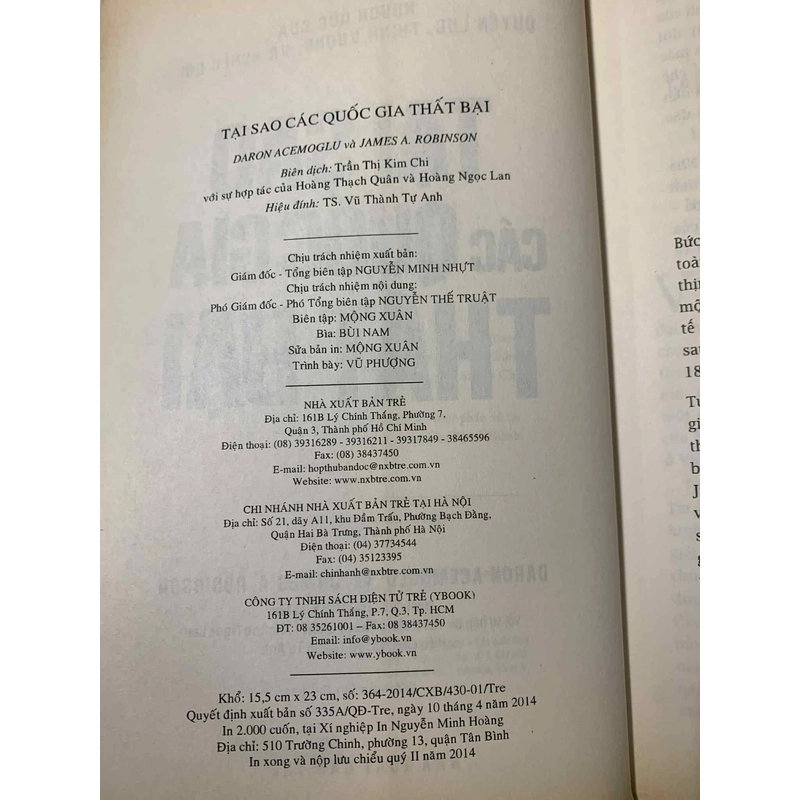 TẠI SAO CÁC QUỐC GIA THẤT BẠI
DARON ACEMOGLU và JAMES A. ROBINSON
Biên dịch: Trần Thị Kim Chi
với sự hợp tác của Hoàng Thạch Quân và Hoàng Ngọc Lan
Hiệu đính: TS. Vũ Thành Tự Anh
Chịu trách nhiệm xuất bản:
Giám đốc - Tổng biên tập NGUYỄN MINH NHỰT
Chịu trách nhiệm nội dung:
Phó Giám đốc - Phó Tổng biên tập NGUYỄN THẾ TRUẬT
Biên tập: MỘNG XUÂN
Bìa: BÙI NAM
Sửa bản in: MỘNG XUÂN
Trình bày: VŨ PHƯỢNG
NHÀ XUẤT BẢN TRẺ
Địa chỉ: 161B Lý Chính Thắng, Phường 7,
Quận 3, Thành phố Hồ Chí Minh
Điện thoại: (08) 39316289 - 39316211 - 39317849 - 38465596
Fax: (08) 38437450
E-mail: hopthubandoc@nxbtre.com.vn
Website: www.nxbtre.com.vn
CHI NHÁNH NHÀ XUẤT BẢN TRẺ TẠI HÀ NỘI
Địa chỉ: Số 21, dãy A11, khu Đầm Trấu, Phường Bạch Đằng,
Quận Hai Bà Trưng, Thành phố Hà Nội
Điện thoại: (04) 37734544
Fax: (04) 35123395
E-mail: chinhanh@nxbtre.com.vn
CÔNG TY TNHH SÁCH ĐIỆN TỬ TRẺ (YBOOK)
161B Lý Chính Thắng, P.7, Q.3, Tp. HCM
ĐT: 08 35261001 – Fax: 08 38437450
Email: info@ybook.vn
Website: www.ybook.vn
Khổ: 15,5 cm x 23 cm, số: 364-2014/CXB/430-01/Tre
Quyết định xuất bản số 335A/QĐ-Tre, ngày 10 tháng 4 năm 2014
In 2.000 cuốn, tại Xí nghiệp In Nguyễn Minh Hoàng
Địa chỉ: 510 Trường Chinh, phường 13, quận Tân Bình
In xong và nộp lưu chiểu quý II năm 2014
Bức
toà
thịn
mộ
tế
sau
18
Tu
gi
th
b
J
v
s
g